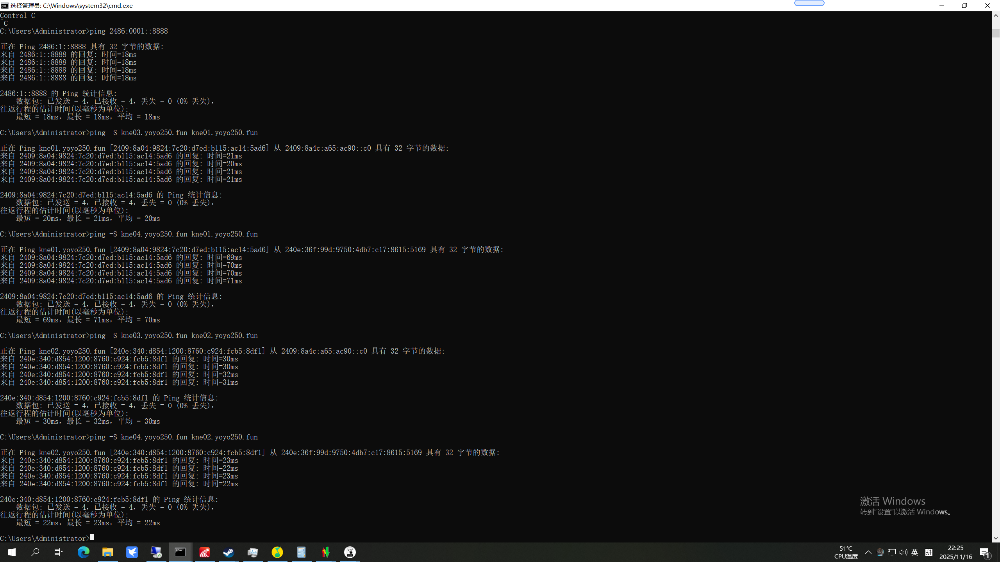 选择管理员: C:\Windows\system32\cmd.exe
Control-C
^C
C:\Users\Administrator>ping 2486:0001::8888
正在 Ping 2486:1::8888 具有 32 字节的数据:
来自 2486:1::8888 的回复: 时间=18ms
来自 2486:1::8888 的回复: 时间=18ms
来自 2486:1::8888 的回复: 时间=18ms
来自 2486:1::8888 的回复: 时间=18ms
2486:1::8888 的 Ping 统计信息:
数据包: 已发送 = 4，已接收 = 4，丢失 = 0 (0% 丢失)，
往返行程的估计时间(以毫秒为单位):
最短 = 18ms，最长 = 18ms，平均 = 18ms
C:\Users\Administrator>ping -S kne03.yoyo250.fun kne01.yoyo250.fun
正在 Ping kne01.yoyo250.fun [2409:8a04:9824:7c20:d7ed:b115:ac14:5ad6] 从 2409:8a4c:a65:ac90::c0 具有 32 字节的数据:
来自 2409:8a04:9824:7c20:d7ed:b115:ac14:5ad6 的回复: 时间=21ms
来自 2409:8a04:9824:7c20:d7ed:b115:ac14:5ad6 的回复: 时间=20ms
来自 2409:8a04:9824:7c20:d7ed:b115:ac14:5ad6 的回复: 时间=21ms
来自 2409:8a04:9824:7c20:d7ed:b115:ac14:5ad6 的回复: 时间=21ms
2409:8a04:9824:7c20:d7ed:b115:ac14:5ad6 的 Ping 统计信息:
数据包: 已发送 = 4，已接收 = 4，丢失 = 0 (0% 丢失)，
往返行程的估计时间(以毫秒为单位):
最短 = 20ms，最长 = 21ms，平均 = 20ms
C:\Users\Administrator>ping -S kne04.yoyo250.fun kne01.yoyo250.fun
正在 Ping kne01.yoyo250.fun [2409:8a04:9824:7c20:d7ed:b115:ac14:5ad6] 从 240e:36f:99d:9750:4db7:c17:8615:5169 具有 32 字节的数据:
来自 2409:8a04:9824:7c20:d7ed:b115:ac14:5ad6 的回复: 时间=69ms
来自 2409:8a04:9824:7c20:d7ed:b115:ac14:5ad6 的回复: 时间=70ms
来自 2409:8a04:9824:7c20:d7ed:b115:ac14:5ad6 的回复: 时间=70ms
来自 2409:8a04:9824:7c20:d7ed:b115:ac14:5ad6 的回复: 时间=71ms
2409:8a04:9824:7c20:d7ed:b115:ac14:5ad6 的 Ping 统计信息:
数据包: 已发送 = 4，已接收 = 4，丢失 = 0 (0% 丢失)，
往返行程的估计时间(以毫秒为单位):
最短 = 69ms，最长 = 71ms，平均 = 70ms
C:\Users\Administrator>ping -S kne03.yoyo250.fun kne02.yoyo250.fun
正在 Ping kne02.yoyo250.fun [240e:340:d854:1200:8760:c924:fcb5:8df1] 从 2409:8a4c:a65:ac90::c0 具有 32 字节的数据:
来自 240e:340:d854:1200:8760:c924:fcb5:8df1 的回复: 时间=30ms
来自 240e:340:d854:1200:8760:c924:fcb5:8df1 的回复: 时间=30ms
来自 240e:340:d854:1200:8760:c924:fcb5:8df1 的回复: 时间=32ms
来自 240e:340:d854:1200:8760:c924:fcb5:8df1 的回复: 时间=31ms
240e:340:d854:1200:8760:c924:fcb5:8df1 的 Ping 统计信息:
数据包: 已发送 = 4，已接收 = 4，丢失 = 0 (0% 丢失)，
往返行程的估计时间(以毫秒为单位):
最短 = 30ms，最长 = 32ms，平均 = 30ms
C:\Users\Administrator>ping -S kne04.yoyo250.fun kne02.yoyo250.fun
正在 Ping kne02.yoyo250.fun [240e:340:d854:1200:8760:c924:fcb5:8df1] 从 240e:36f:99d:9750:4db7:c17:8615:5169 具有 32 字节的数据:
来自 240e:340:d854:1200:8760:c924:fcb5:8df1 的回复: 时间=23ms
来自 240e:340:d854:1200:8760:c924:fcb5:8df1 的回复: 时间=22ms
来自 240e:340:d854:1200:8760:c924:fcb5:8df1 的回复: 时间=23ms
来自 240e:340:d854:1200:8760:c924:fcb5:8df1 的回复: 时间=22ms
240e:340:d854:1200:8760:c924:fcb5:8df1 的 Ping 统计信息:
数据包: 已发送 = 4，已接收 = 4，丢失 = 0 (0% 丢失)，
往返行程的估计时间(以毫秒为单位):
最短 = 22ms，最长 = 23ms，平均 = 22ms
C:\Users\Administrator>
激活 Windows
转到"设置"以激活 Windows。
51℃
CPU温度
英
拼
22:25
2025/11/16
1